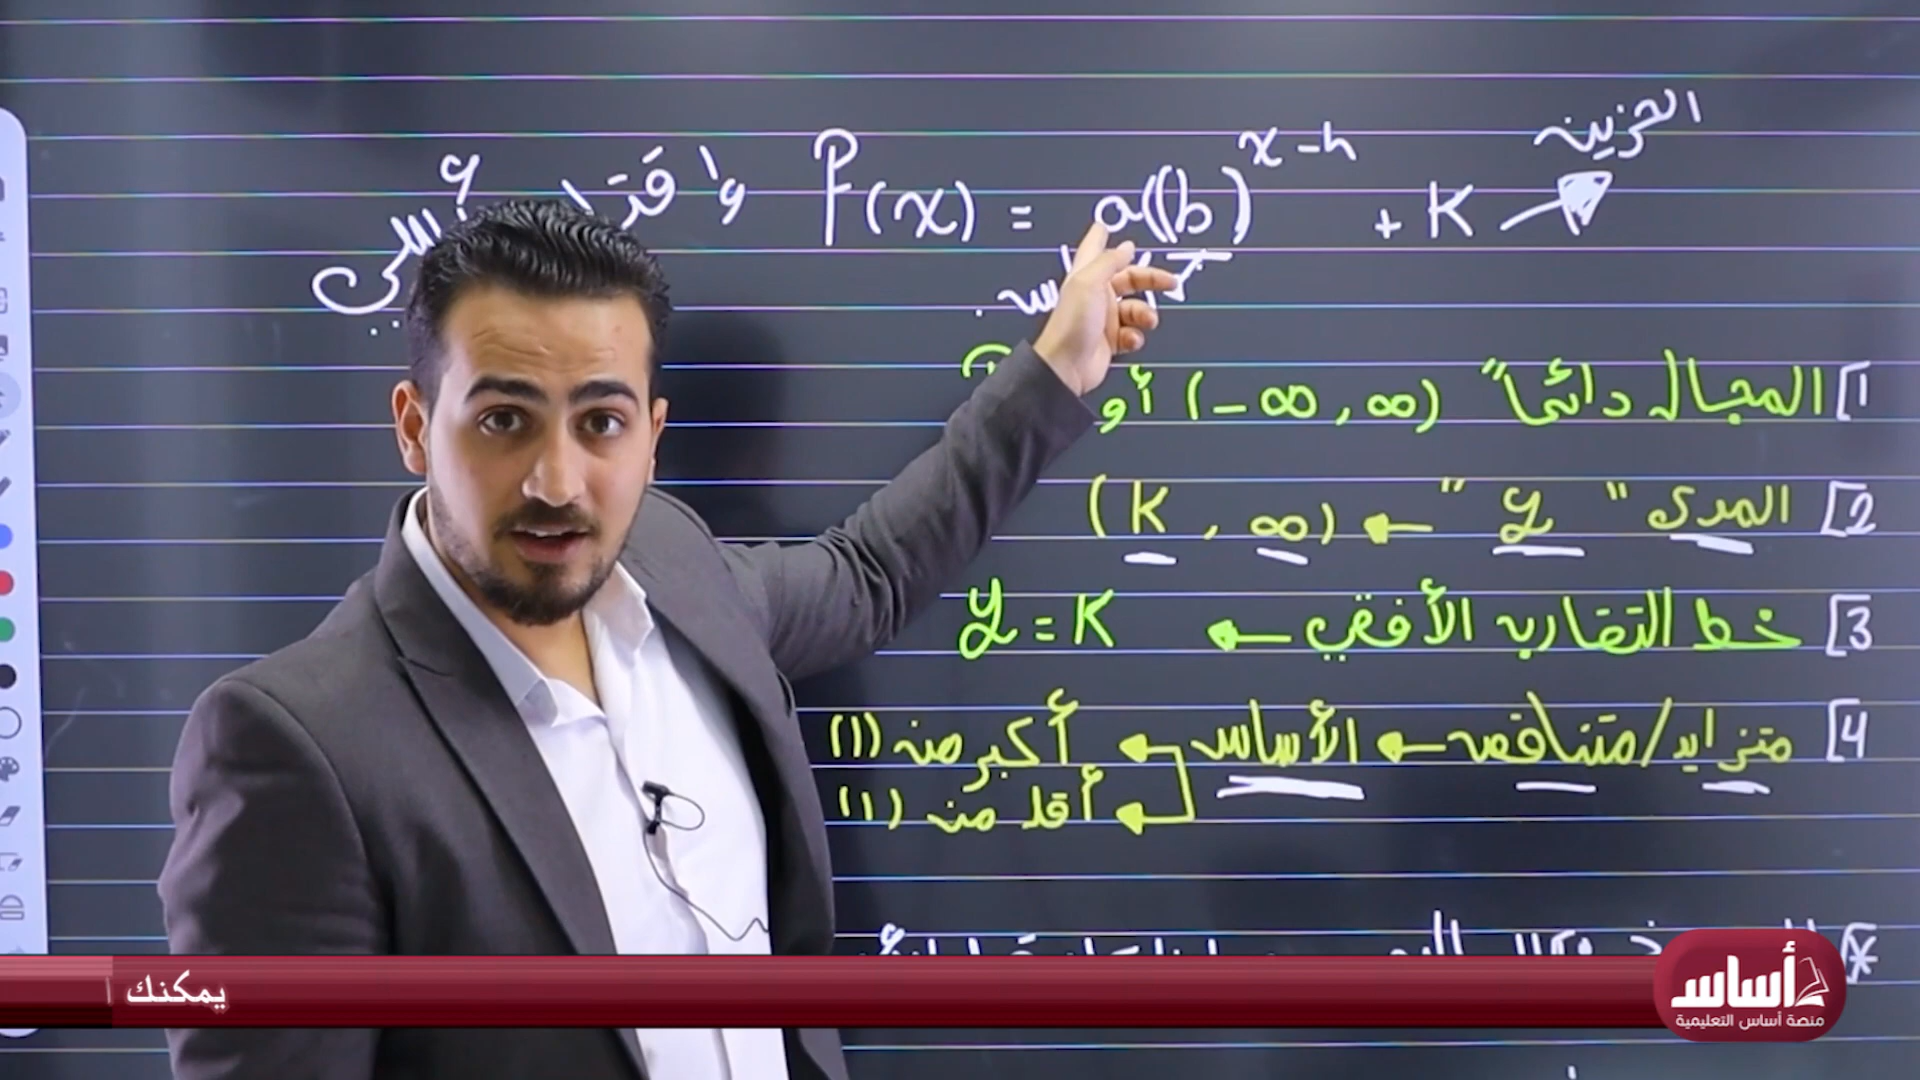 f(x) = a(b)^{x-h} + K → الحزينه
1] المجال دائماً (-∞, ∞) أو
2] المدى "y" ← (K, ∞)
3] خط التقارب الأفقي ← y = K
4] متزايد/متناقص ← الأساس ← أكبر من (1)
← أقل من (1)
يمكنك
أساس
منصة أساس التعليمية